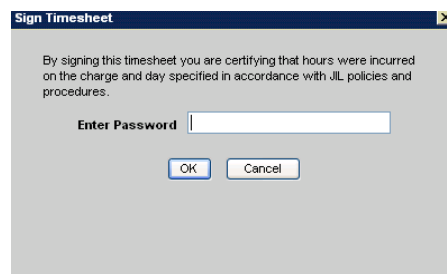 Sign Timesheet
By signing this timesheet you are certifying that hours were incurred
on the charge and day specified in accordance with JIL policies and
procedures.
Enter Password
OK Cancel